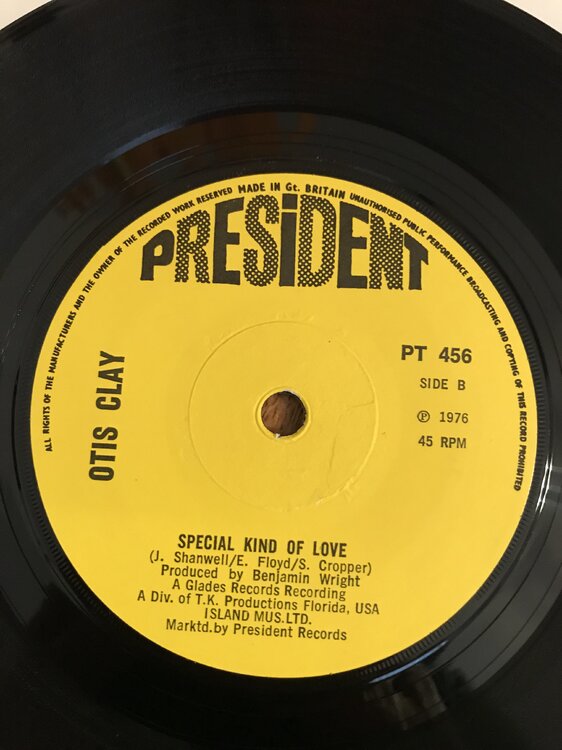 ALL RIGHTS OF THE MANUFACTURERS AND THE OWNER OF THE RECORDED WORK RESERVED MADE IN Gt. BRITAIN UNAUTHORISED PUBLIC PERFORMANCE BROADCASTING AND COPYING OF THIS RECORD PROHIBITED
PRESiDENT
OTIS CLAY
PT 456
SIDE B
℗ 1976
45 RPM
SPECIAL KIND OF LOVE
(J. Shanwell/E. Floyd/S. Cropper)
Produced by Benjamin Wright
A Glades Records Recording
A Div. of T.K. Productions Florida, USA
ISLAND MUS.LTD.
Marktd.by President Records